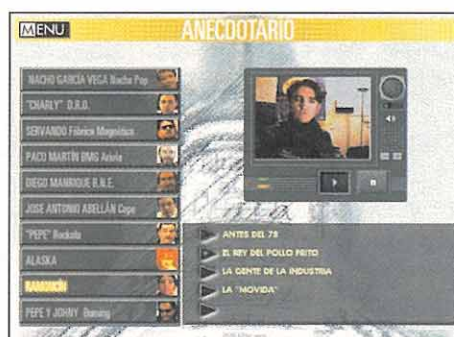 MENU
ANECDOTARIO
NACHO GARCÍA VEGA Nacha Pop
"CHARLY" D.R.O.
SERVANDO Fábrica Magnética
PACO MARTÍN BMG Ariola
DIEGO MANRIQUE R.N.E.
JOSE ANTONIO ABELLÁN Cope
"PEPE" Rockola
ALASKA
RAMONCÍN
PEPE Y JOHNY Burning
ANTES DEL 78
EL REY DEL POLLO FRITO
LA GENTE DE LA INDUSTRIA
LA "MOVIDA"